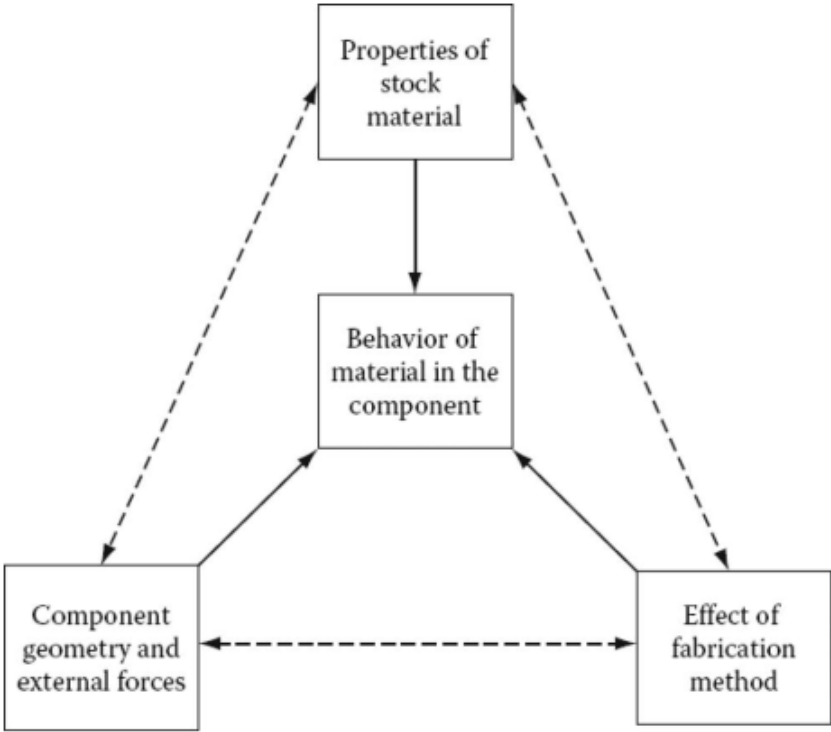 Properties of
stock
material
Behavior of
material in the
component
Component
geometry and
external forces
Effect of
fabrication
method